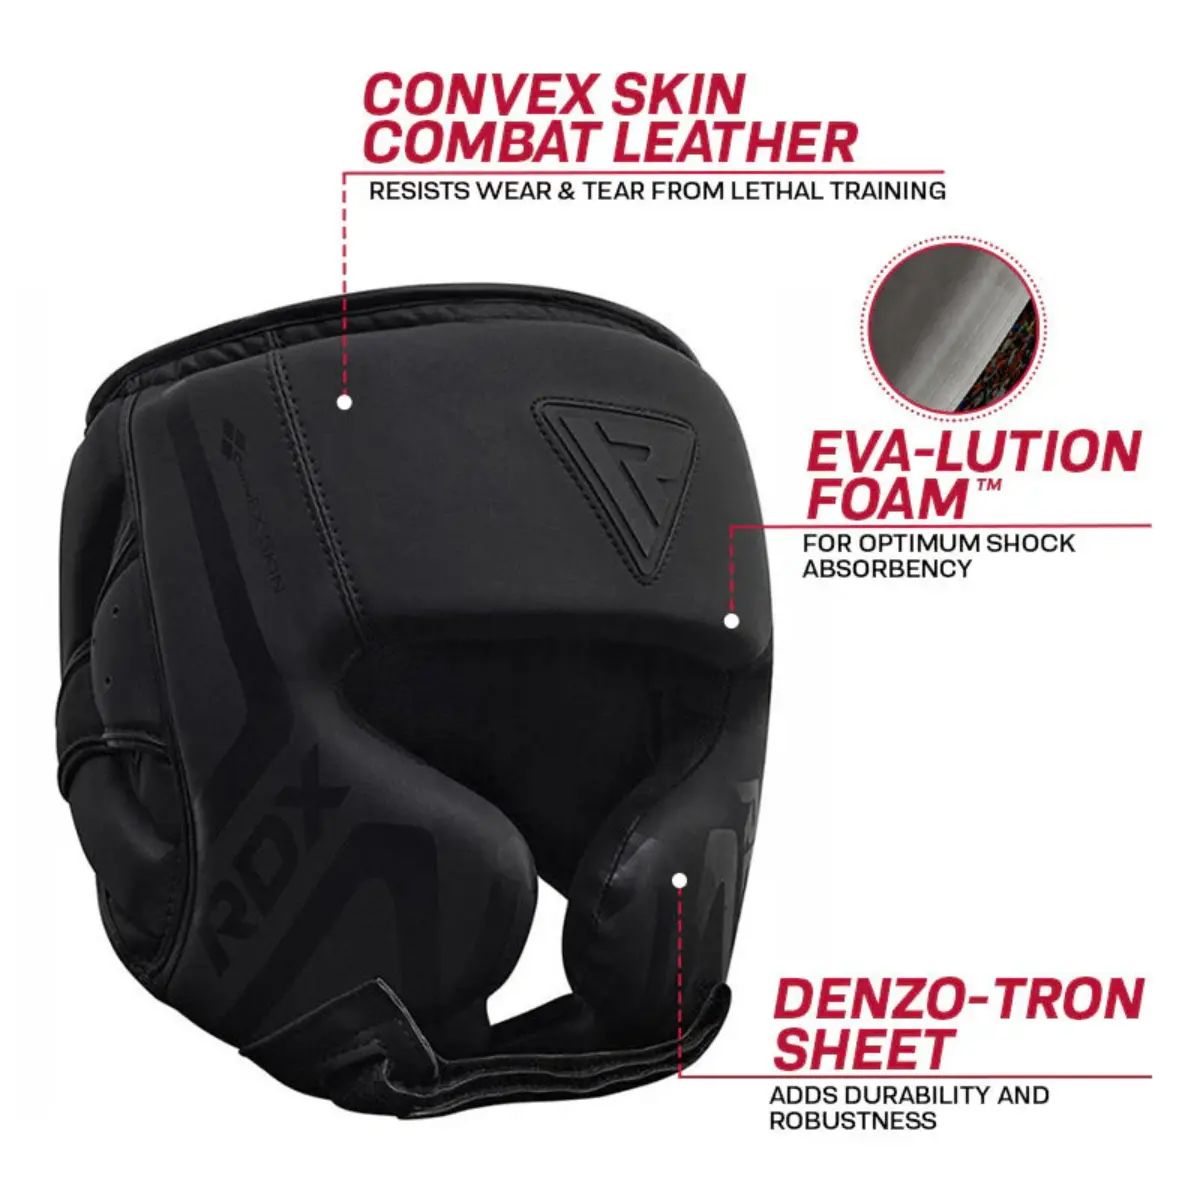 CONVEX SKIN
COMBAT LEATHER
RESISTS WEAR & TEAR FROM LETHAL TRAINING
EVA-LUTION
FOAM™
FOR OPTIMUM SHOCK
ABSORBENCY
SKIN
RDX
DENZO-TRON
SHEET
ADDS DURABILITY AND
ROBUSTNESS